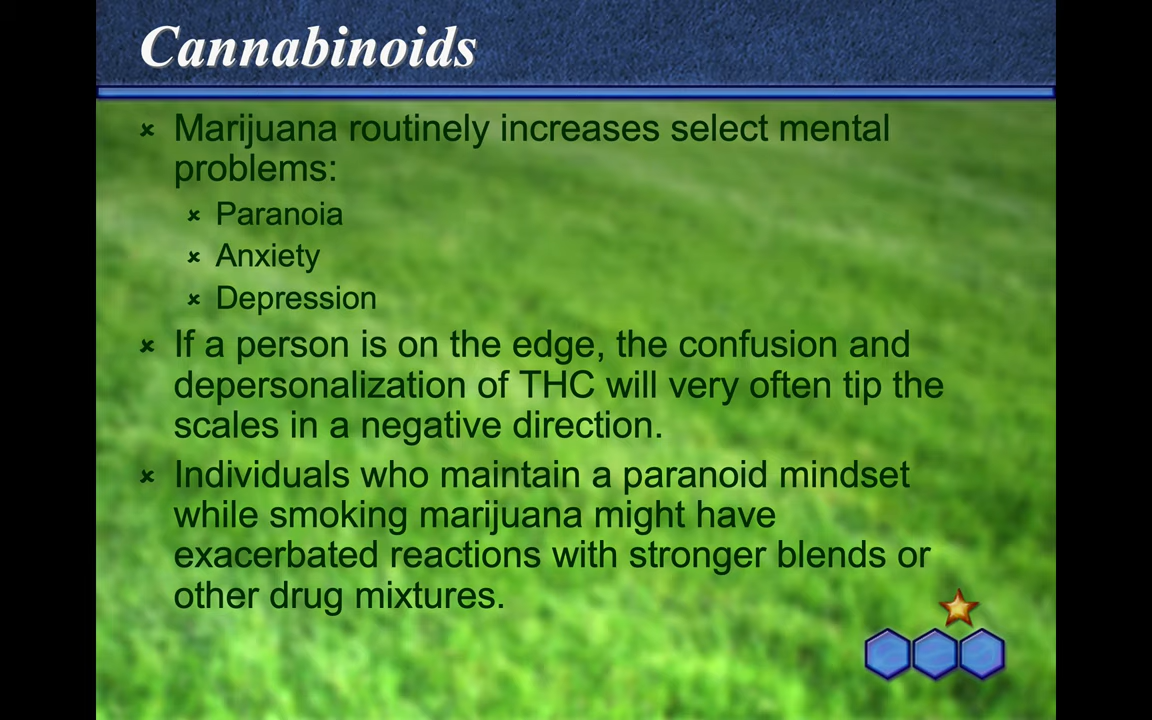 Cannabinoids
Marijuana routinely increases select mental
problems:
Paranoia
Anxiety
Depression
If a person is on the edge, the confusion and
depersonalization of THC will very often tip the
scales in a negative direction.
Individuals who maintain a paranoid mindset
while smoking marijuana might have
exacerbated reactions with stronger blends or
other drug mixtures.